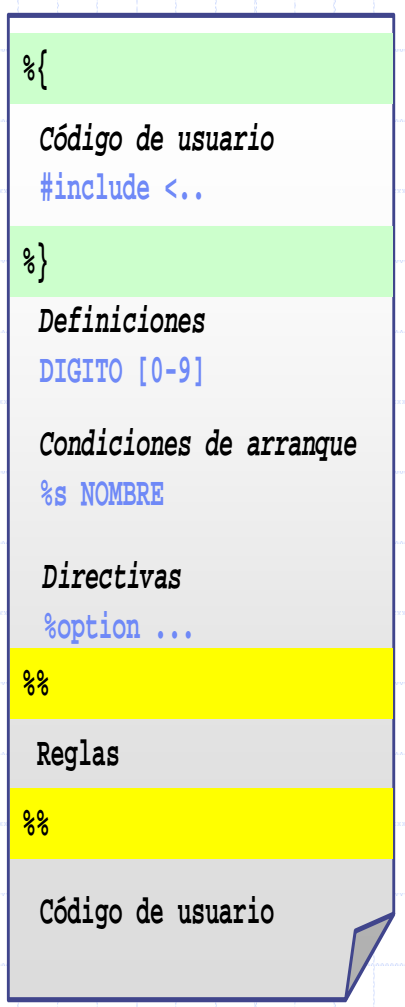 %{
Código de usuario
#include <..
%}
Definiciones
DIGITO [0-9]
Condiciones de arranque
%s NOMBRE
Directivas
%option ...
%%
Reglas
%%
Código de usuario